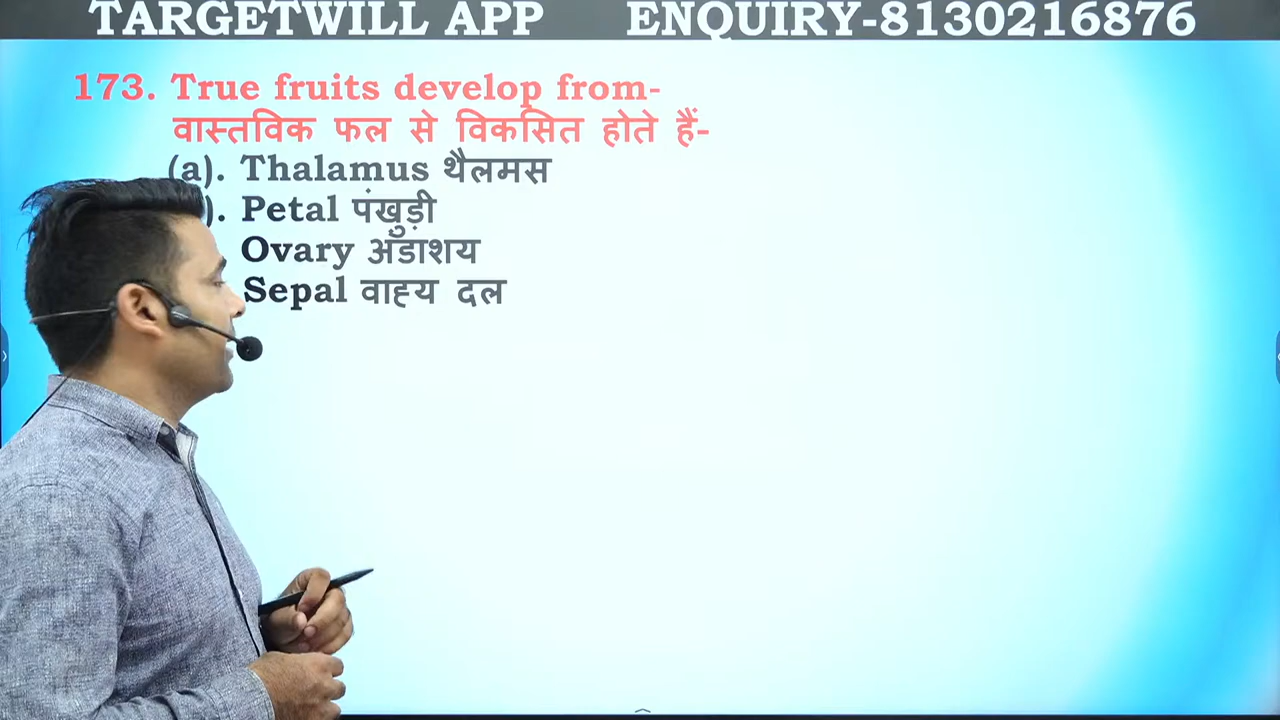 TARGETWILL APP ENQUIRY-8130216876
173. True fruits develop from-
वास्तविक फल से विकसित होते हैं-
(a). Thalamus थैलमस
). Petal पंखुड़ी
Ovary अंडाशय
Sepal वाह्य दल